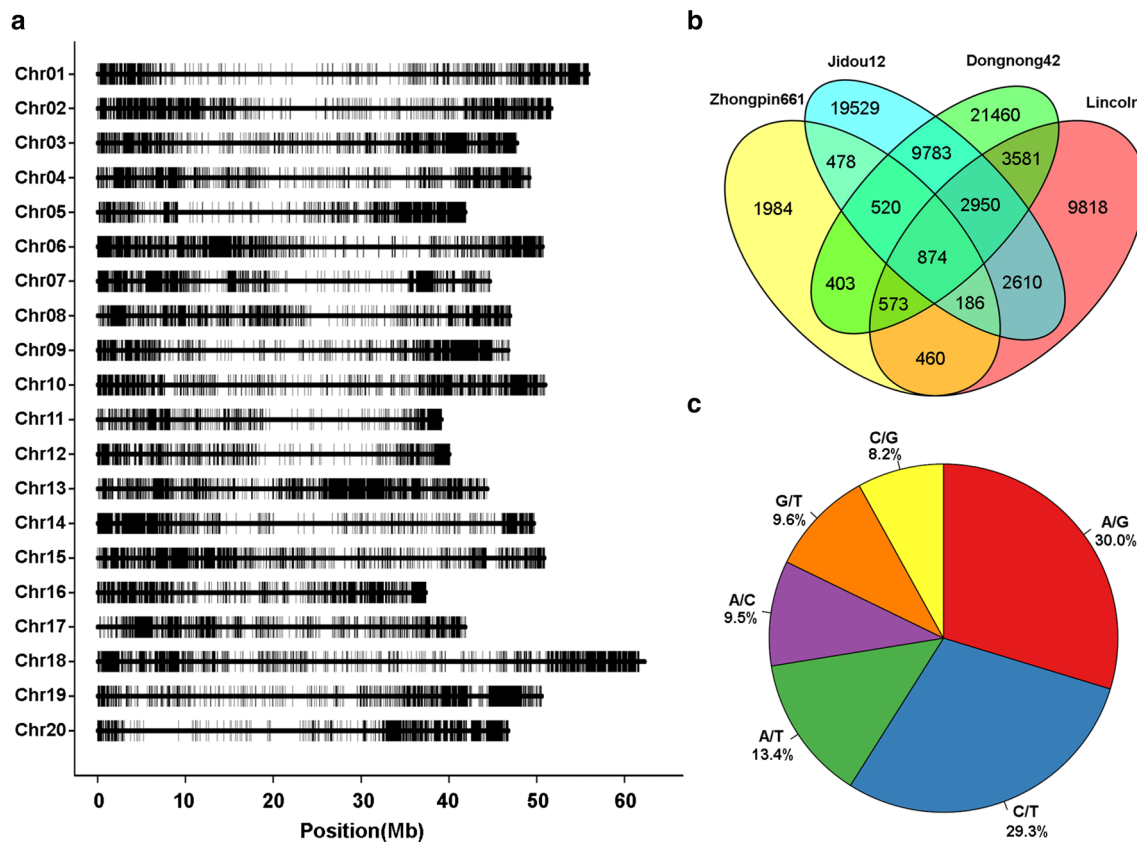 a
Chr01
Chr02
Chr03
Chr04
Chr05
Chr06
Chr07
Chr08
Chr09
Chr10
Chr11
Chr12
Chr13
Chr14
Chr15
Chr16
Chr17
Chr18
Chr19
Chr20
0 10 20 30 40 50 60
Position(Mb)
b
Jidou12
Dongnong42
Zhongpin661
Lincoln
19529
21460
478
9783
3581
1984
520
2950
9818
874
403
573
186
2610
460
c
C/G
8.2%
G/T
9.6%
A/G
30.0%
A/C
9.5%
A/T
13.4%
C/T
29.3%